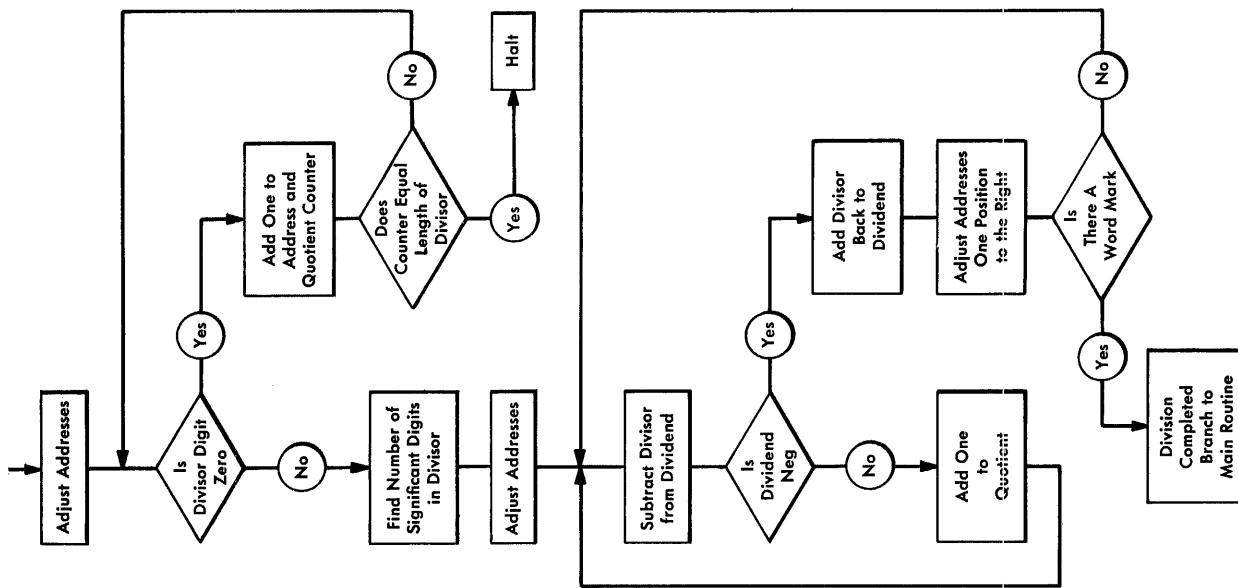 Adjust Addresses
Is
Divisor Digit
Zero
Yes
Add One to
Address and
Quotient Counter
Does
Counter Equal
Length of
Divisor
No
Yes
Halt
No
Find Number of
Significant Digits
in Divisor
Adjust Addresses
Subtract Divisor
from Dividend
Is
Dividend
Neg
No
Add One
to
Quotient
Yes
Add Divisor
Back to
Dividend
Adjust Addresses
One Position
to the Right
Is
There A
Word Mark
No
Yes
Division
Completed
Branch to
Main Routine